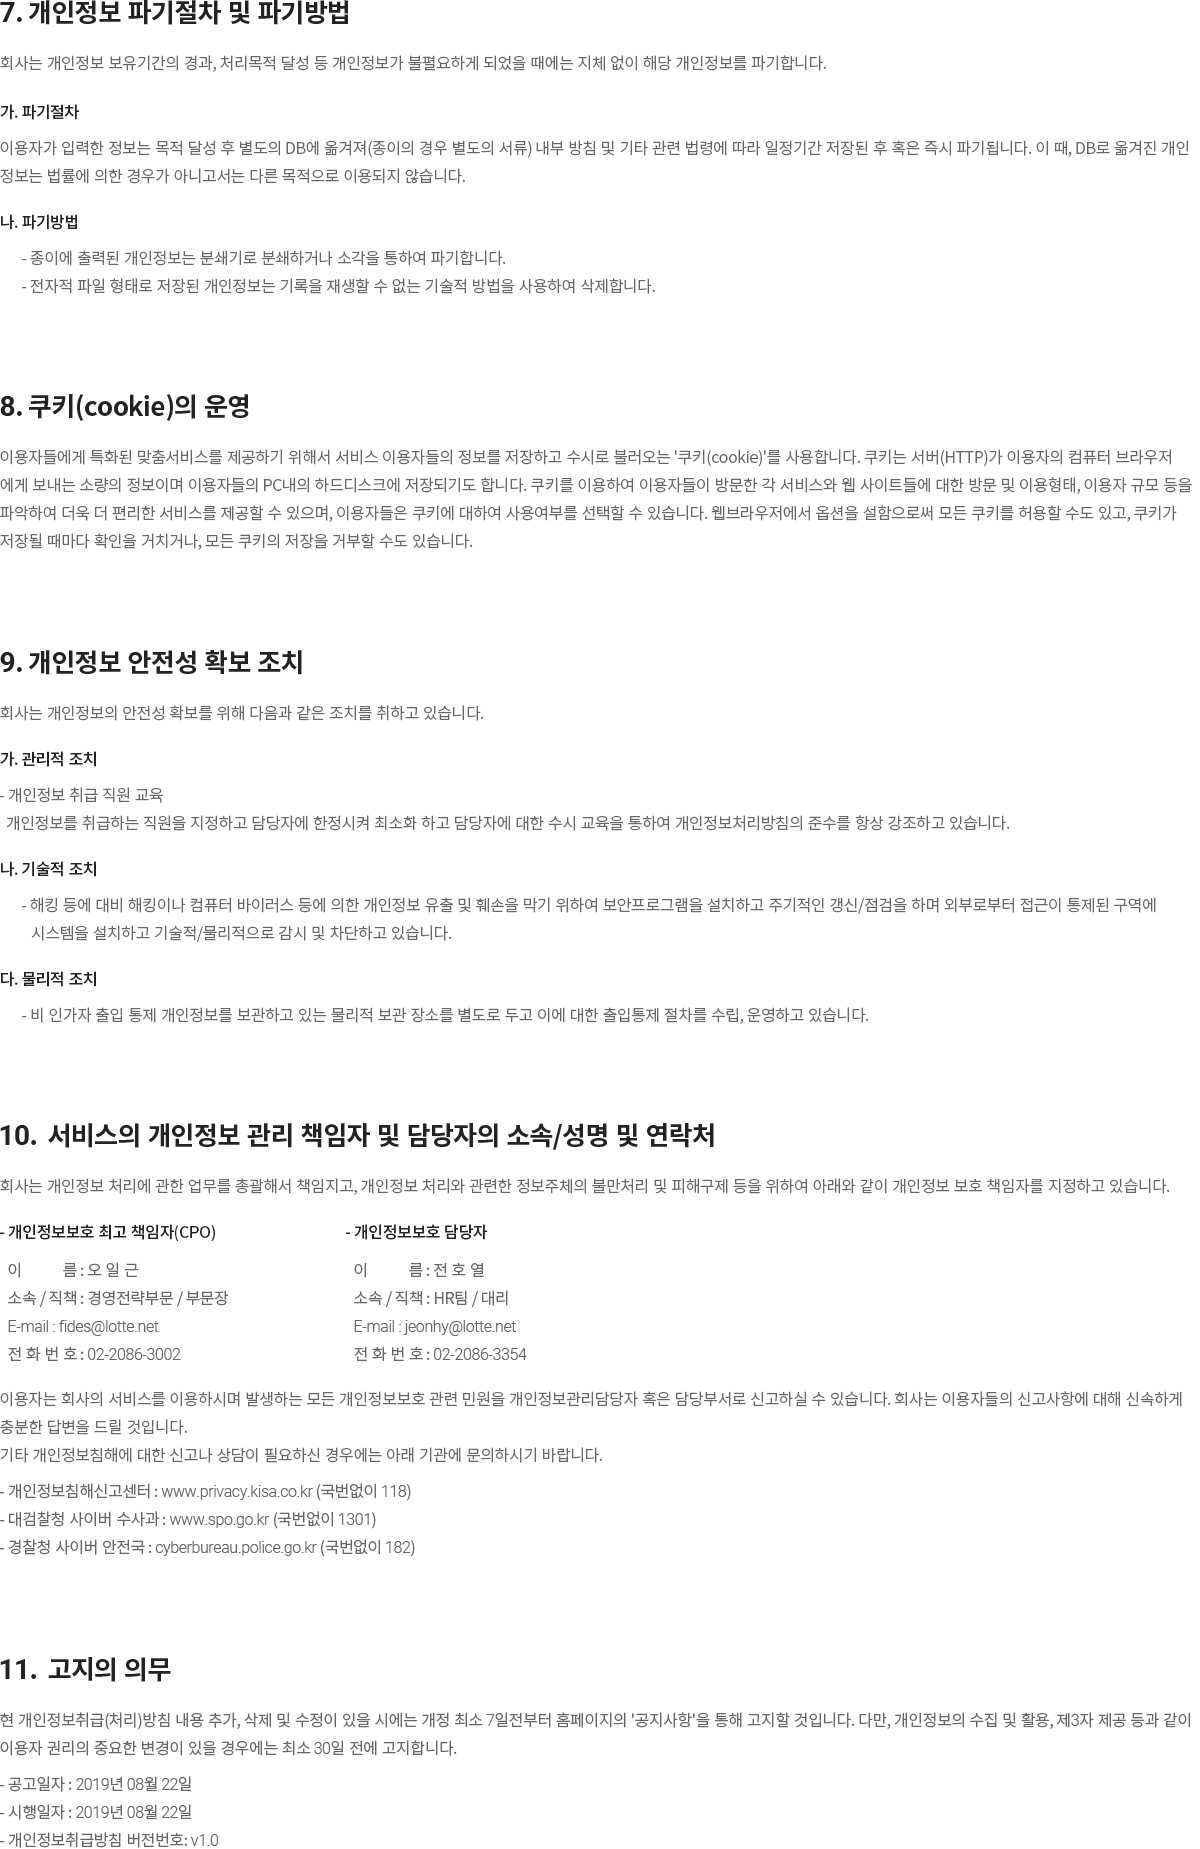 7. 개인정보 파기절차 및 파기방법
회사는 개인정보 보유기간의 경과, 처리목적 달성 등 개인정보가 불펼요하게 되었을 때에는 지체 없이 해당 개인정보를 파기합니다.
가. 파기절차
이용자가 입력한 정보는 목적 달성 후 별도의 DB에 옮겨져(종이의 경우 별도의 서류) 내부 방침 및 기타 관련 법령에 따라 일정기간 저장된 후 혹은 즉시 파기됩니다. 이 때, DB로 옮겨진 개인
정보는 법률에 의한 경우가 아니고서는 다른 목적으로 이용되지 않습니다.
나. 파기방법
- 종이에 출력된 개인정보는 분쇄기로 분쇄하거나 소각을 통하여 파기합니다.
- 전자적 파일 형태로 저장된 개인정보는 기록을 재생할 수 없는 기술적 방법을 사용하여 삭제합니다.
8. 쿠키(cookie)의 운영
이용자들에게 특화된 맞춤서비스를 제공하기 위해서 서비스 이용자들의 정보를 저장하고 수시로 불러오는 '쿠키(cookie)'를 사용합니다. 쿠키는 서버(HTTP)가 이용자의 컴퓨터 브라우저
에게 보내는 소량의 정보이며 이용자들의 PC내의 하드디스크에 저장되기도 합니다. 쿠키를 이용하여 이용자들이 방문한 각 서비스와 웹 사이트들에 대한 방문 및 이용형태, 이용자 규모 등을
파악하여 더욱 더 편리한 서비스를 제공할 수 있으며, 이용자들은 쿠키에 대하여 사용여부를 선택할 수 있습니다. 웹브라우저에서 옵션을 설함으로써 모든 쿠키를 허용할 수도 있고, 쿠키가
저장될 때마다 확인을 거치거나, 모든 쿠키의 저장을 거부할 수도 있습니다.
9. 개인정보 안전성 확보 조치
회사는 개인정보의 안전성 확보를 위해 다음과 같은 조치를 취하고 있습니다.
가. 관리적 조치
- 개인정보 취급 직원 교육
개인정보를 취급하는 직원을 지정하고 담당자에 한정시켜 최소화 하고 담당자에 대한 수시 교육을 통하여 개인정보처리방침의 준수를 항상 강조하고 있습니다.
나. 기술적 조치
- 해킹 등에 대비 해킹이나 컴퓨터 바이러스 등에 의한 개인정보 유출 및 훼손을 막기 위하여 보안프로그램을 설치하고 주기적인 갱신/점검을 하며 외부로부터 접근이 통제된 구역에
시스템을 설치하고 기술적/물리적으로 감시 및 차단하고 있습니다.
다. 물리적 조치
- 비 인가자 출입 통제 개인정보를 보관하고 있는 물리적 보관 장소를 별도로 두고 이에 대한 출입통제 절차를 수립, 운영하고 있습니다.
10. 서비스의 개인정보 관리 책임자 및 담당자의 소속/성명 및 연락처
회사는 개인정보 처리에 관한 업무를 총괄해서 책임지고, 개인정보 처리와 관련한 정보주체의 불만처리 및 피해구제 등을 위하여 아래와 같이 개인정보 보호 책임자를 지정하고 있습니다.
- 개인정보보호 최고 책임자(CPO)
이 름 : 오 일 근
소속 / 직책 : 경영전략부문 / 부문장
E-mail : fides@lotte.net
전 화 번 호 : 02-2086-3002
- 개인정보보호 담당자
이 름 : 전 호 열
소속 / 직책 : HR팀 / 대리
E-mail : jeonhy@lotte.net
전 화 번 호 : 02-2086-3354
이용자는 회사의 서비스를 이용하시며 발생하는 모든 개인정보보호 관련 민원을 개인정보관리담당자 혹은 담당부서로 신고하실 수 있습니다. 회사는 이용자들의 신고사항에 대해 신속하게
충분한 답변을 드릴 것입니다.
기타 개인정보침해에 대한 신고나 상담이 필요하신 경우에는 아래 기관에 문의하시기 바랍니다.
- 개인정보침해신고센터 : www.privacy.kisa.co.kr (국번없이 118)
- 대검찰청 사이버 수사과 : www.spo.go.kr (국번없이 1301)
- 경찰청 사이버 안전국 : cyberbureau.police.go.kr (국번없이 182)
11. 고지의 의무
현 개인정보취급(처리)방침 내용 추가, 삭제 및 수정이 있을 시에는 개정 최소 7일전부터 홈페이지의 '공지사항'을 통해 고지할 것입니다. 다만, 개인정보의 수집 및 활용, 제3자 제공 등과 같이
이용자 권리의 중요한 변경이 있을 경우에는 최소 30일 전에 고지합니다.
- 공고일자 : 2019년 08월 22일
- 시행일자 : 2019년 08월 22일
- 개인정보취급방침 버전번호: v1.0